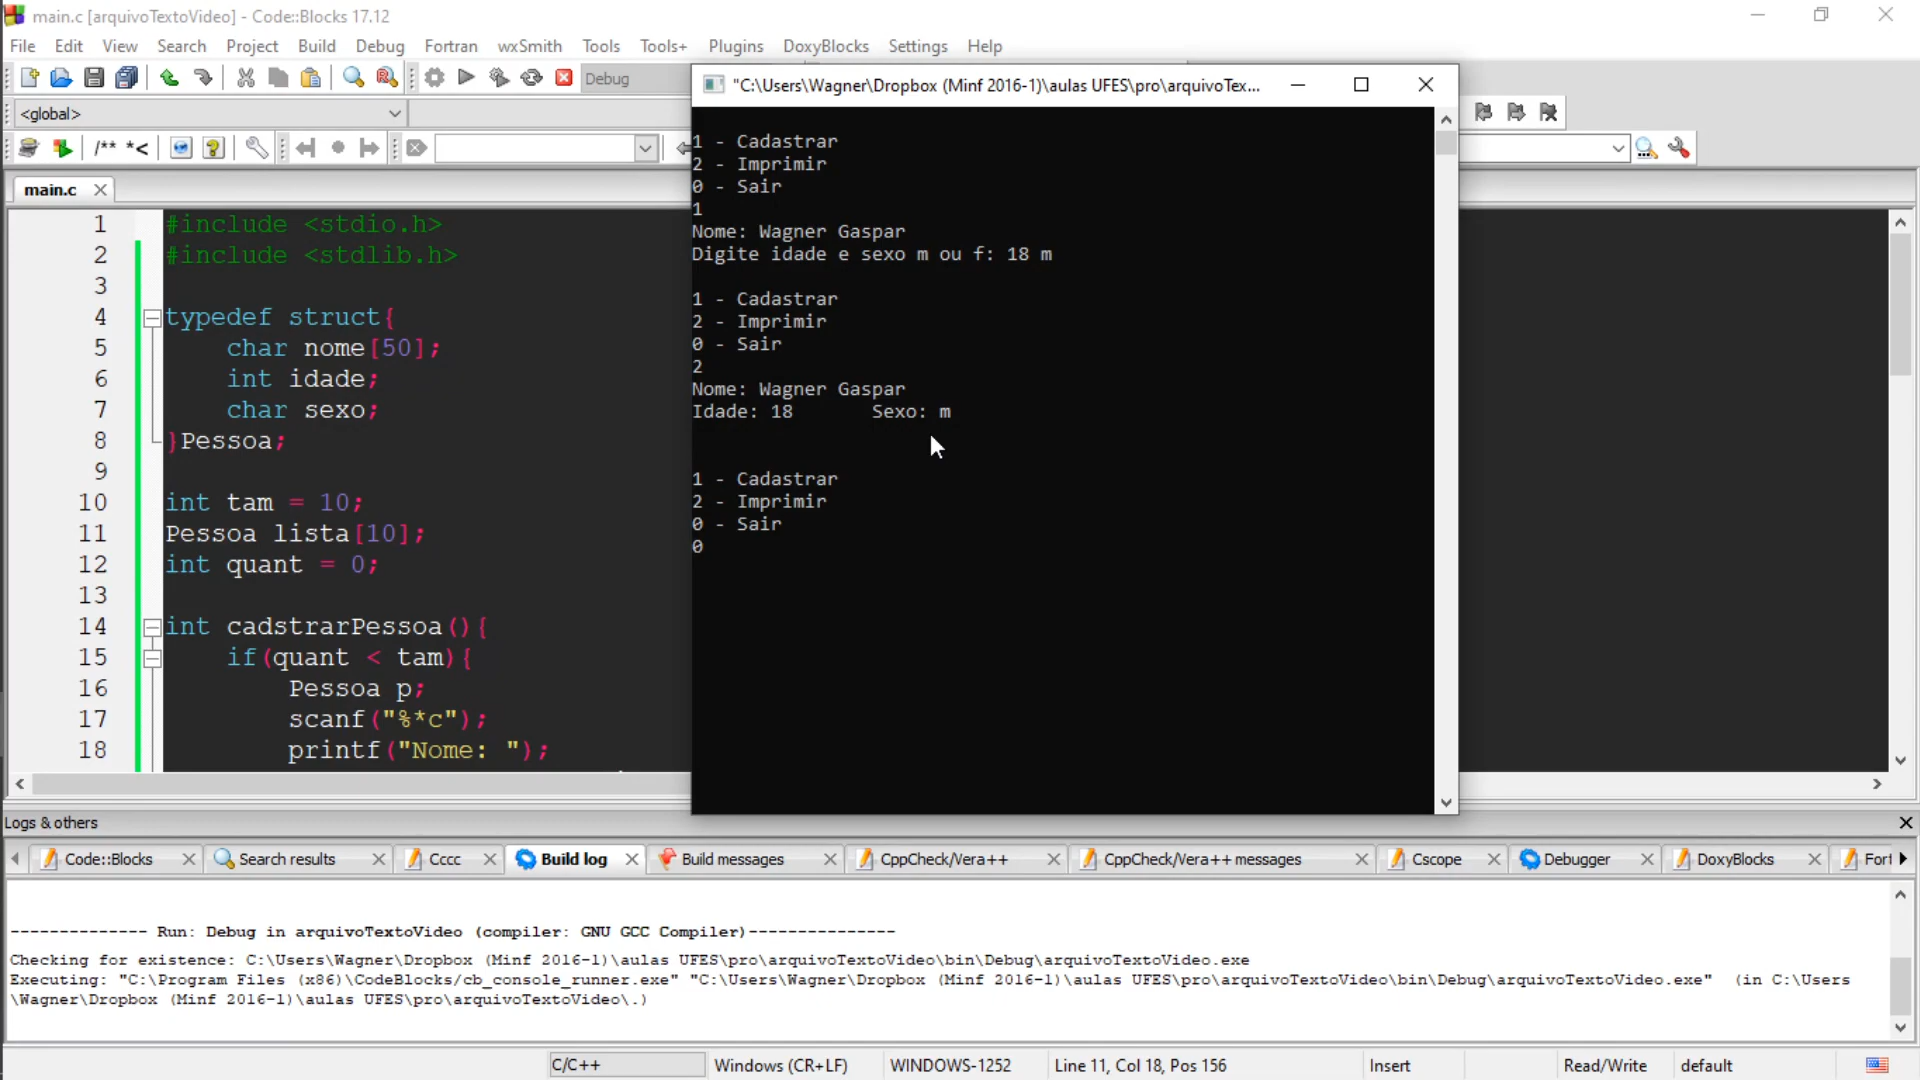 main.c [arquivoTextoVideo] - Code::Blocks 17.12
File Edit View Search Project Build Debug Fortran wxSmith Tools Tools+ Plugins DoxyBlocks Settings Help
Debug
<global>
/** *<
main.c
1 #include <stdio.h>
2 #include <stdlib.h>
3
4 typedef struct{
5 char nome[50];
6 int idade;
7 char sexo;
8 }Pessoa;
9
10 int tam = 10;
11 Pessoa lista[10];
12 int quant = 0;
13
14 int cadstrarPessoa(){
15 if(quant < tam){
16 Pessoa p;
17 scanf("%*c");
18 printf("Nome: ");
"C:\Users\Wagner\Dropbox (Minf 2016-1)\aulas UFES\pro\arquivoTex...
1 - Cadastrar
2 - Imprimir
0 - Sair
1
Nome: Wagner Gaspar
Digite idade e sexo m ou f: 18 m
1 - Cadastrar
2 - Imprimir
0 - Sair
2
Nome: Wagner Gaspar
Idade: 18 Sexo: m
1 - Cadastrar
2 - Imprimir
0 - Sair
0
Logs & others
Code::Blocks Search results Cccc Build log Build messages CppCheck/Vera++ CppCheck/Vera++ messages Cscope Debugger DoxyBlocks Fort
-------------- Run: Debug in arquivoTextoVideo (compiler: GNU GCC Compiler)---------------
Checking for existence: C:\Users\Wagner\Dropbox (Minf 2016-1)\aulas UFES\pro\arquivoTextoVideo\bin\Debug\arquivoTextoVideo.exe
Executing: "C:\Program Files (x86)\CodeBlocks/cb_console_runner.exe" "C:\Users\Wagner\Dropbox (Minf 2016-1)\aulas UFES\pro\arquivoTextoVideo\bin\Debug\arquivoTextoVideo.exe" (in C:\Users
\Wagner\Dropbox (Minf 2016-1)\aulas UFES\pro\arquivoTextoVideo\.)
C/C++ Windows (CR+LF) WINDOWS-1252 Line 11, Col 18, Pos 156 Insert Read/Write default